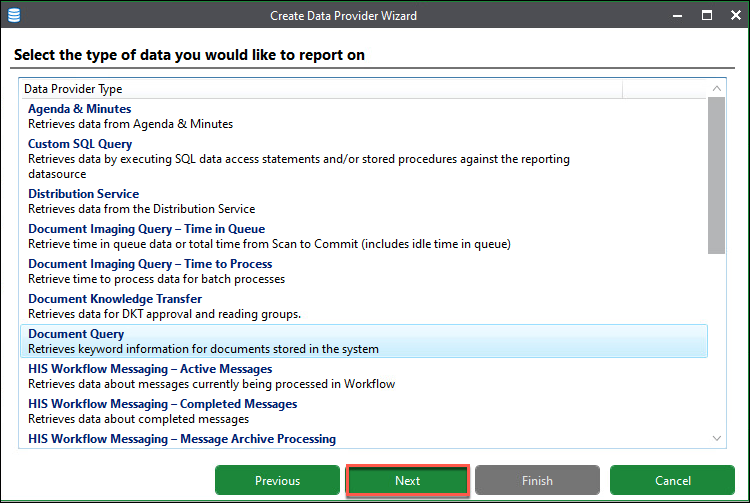 Create Data Provider Wizard
Select the type of data you would like to report on
Data Provider Type
Agenda & Minutes
Retrieves data from Agenda & Minutes
Custom SQL Query
Retrieves data by executing SQL data access statements and/or stored procedures against the reporting
datasource
Distribution Service
Retrieves data from the Distribution Service
Document Imaging Query – Time in Queue
Retrieve time in queue data or total time from Scan to Commit (includes idle time in queue)
Document Imaging Query – Time to Process
Retrieve time to process data for batch processes
Document Knowledge Transfer
Retrieves data for DKT approval and reading groups.
Document Query
Retrieves keyword information for documents stored in the system
HIS Workflow Messaging – Active Messages
Retrieves data about messages currently being processed in Workflow
HIS Workflow Messaging – Completed Messages
Retrieves data about completed messages
HIS Workflow Messaging – Message Archive Processing
Previous Next Finish Cancel